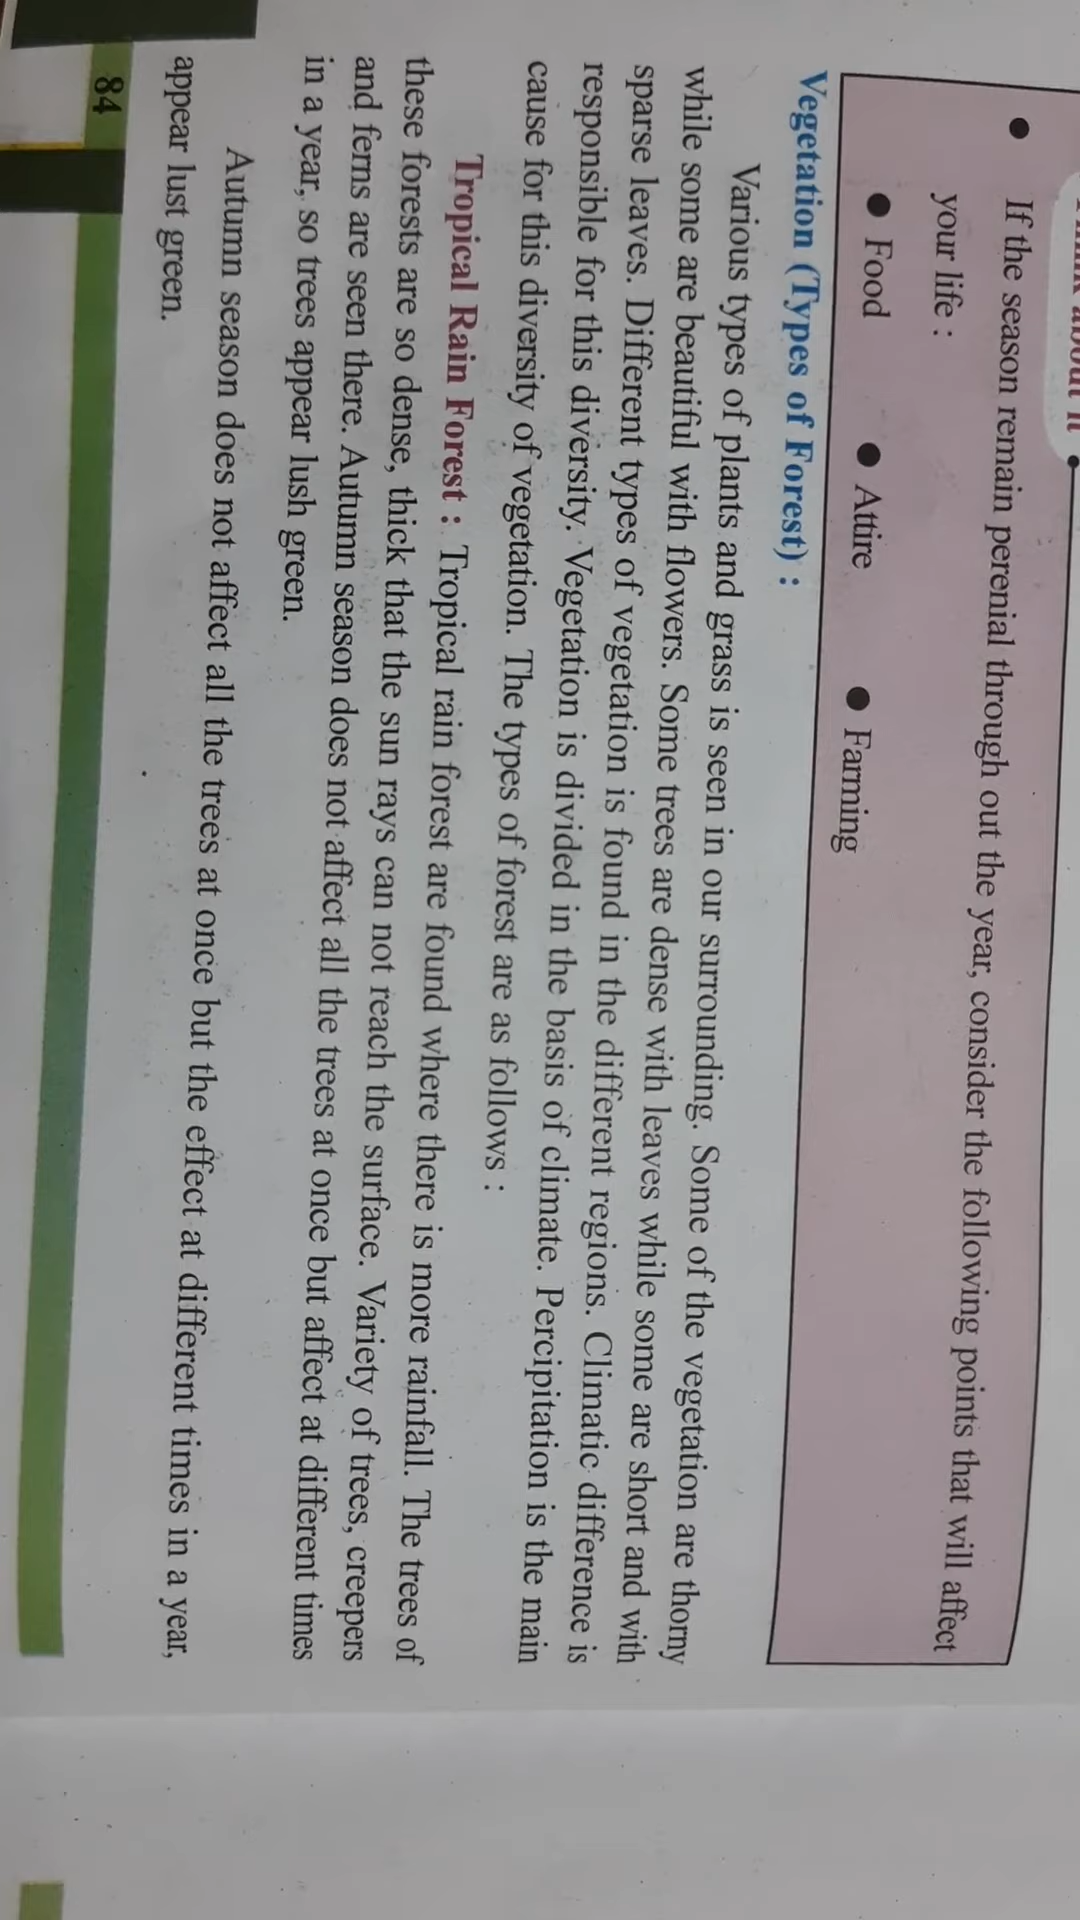 about it
• If the season remain perenial through out the year, consider the following points that will affect
your life :
• Food • Attire • Farming
Vegetation (Types of Forest) :
Various types of plants and grass is seen in our surrounding. Some of the vegetation are thorny
while some are beautiful with flowers. Some trees are dense with leaves while some are short and with
sparse leaves. Different types of vegetation is found in the different regions. Climatic difference is
responsible for this diversity. Vegetation is divided in the basis of climate. Percipitation is the main
cause for this diversity of vegetation. The types of forest are as follows :
Tropical Rain Forest : Tropical rain forest are found where there is more rainfall. The trees of
these forests are so dense, thick that the sun rays can not reach the surface. Variety of trees, creepers
and ferns are seen there. Autumn season does not affect all the trees at once but affect at different times
in a year, so trees appear lush green.
Autumn season does not affect all the trees at once but the effect at different times in a year,
appear lust green.
84